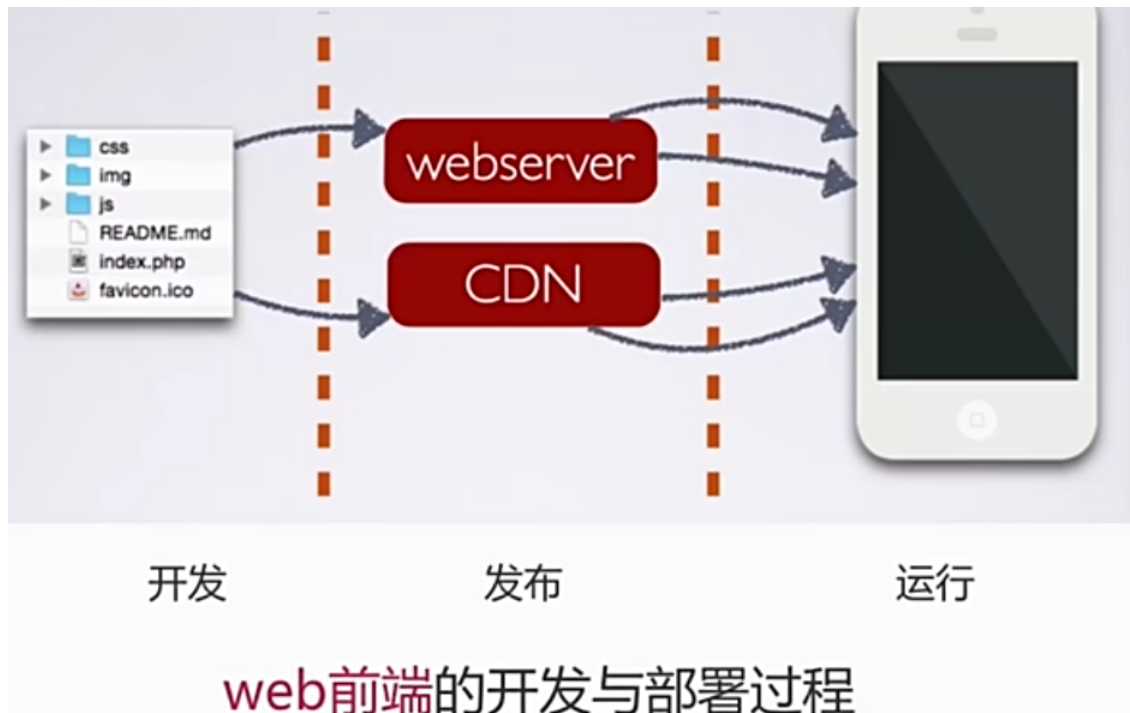 css
img
js
README.md
index.php
favicon.ico
webserver
CDN
开发
发布
运行
web前端的开发与部署过程